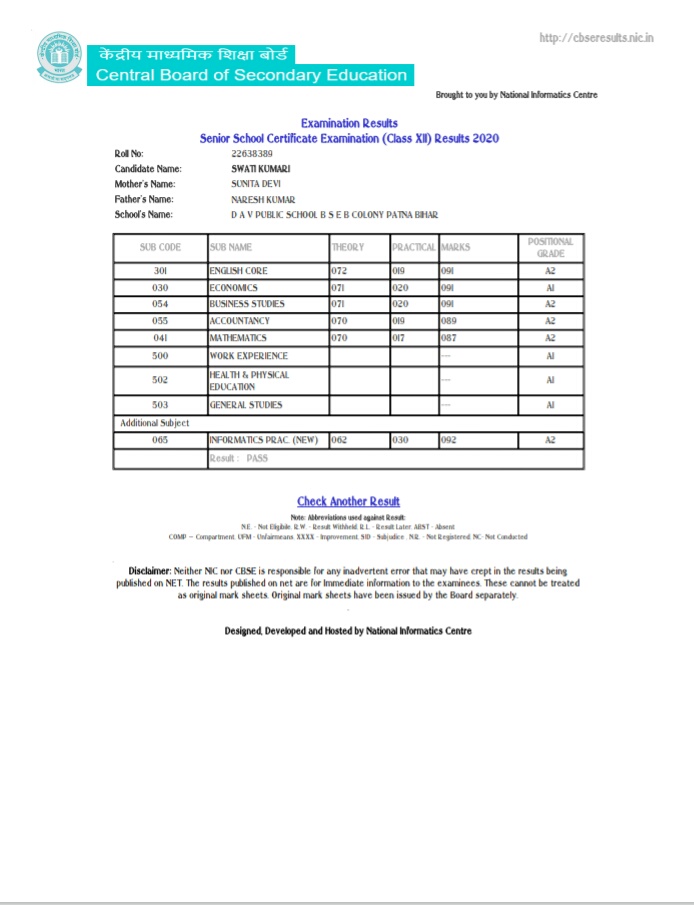 http://cbseresults.nic.in
केंद्रीय माध्यमिक शिक्षा बोर्ड
Central Board of Secondary Education
Brought to you by National Informatics Centre
Examination Results
Senior School Certificate Examination (Class XII) Results 2020
Roll No: 22638389
Candidate Name: SWATI KUMARI
Mother's Name: SUNITA DEVI
Father's Name: NARESH KUMAR
School's Name: D A V PUBLIC SCHOOL B S E B COLONY PATNA BIHAR
SUB CODE SUB NAME THEORY PRACTICAL MARKS POSITIONAL GRADE
301 ENGLISH CORE 072 019 091 A2
030 ECONOMICS 071 020 091 A1
054 BUSINESS STUDIES 071 020 091 A2
055 ACCOUNTANCY 070 019 089 A2
041 MATHEMATICS 070 017 087 A2
500 WORK EXPERIENCE --- A1
502 HEALTH & PHYSICAL EDUCATION --- A1
503 GENERAL STUDIES --- A1
Additional Subject
065 INFORMATICS PRAC. (NEW) 062 030 092 A2
Result : PASS
Check Another Result
Note: Abbreviations used against Result:
N.E. - Not Eligible, R.W. - Result Withheld, R.L. - Result Later, ABST - Absent
COMP - Compartment, UFM - Unfairmeans, XXXX - Improvement, SJD - Subjudice, N.R. - Not Registered NC- Not Conducted
Disclaimer: Neither NIC nor CBSE is responsible for any inadvertent error that may have crept in the results being
published on NET. The results published on net are for Immediate information to the examinees. These cannot be treated
as original mark sheets. Original mark sheets have been issued by the Board separately.
Designed, Developed and Hosted by National Informatics Centre